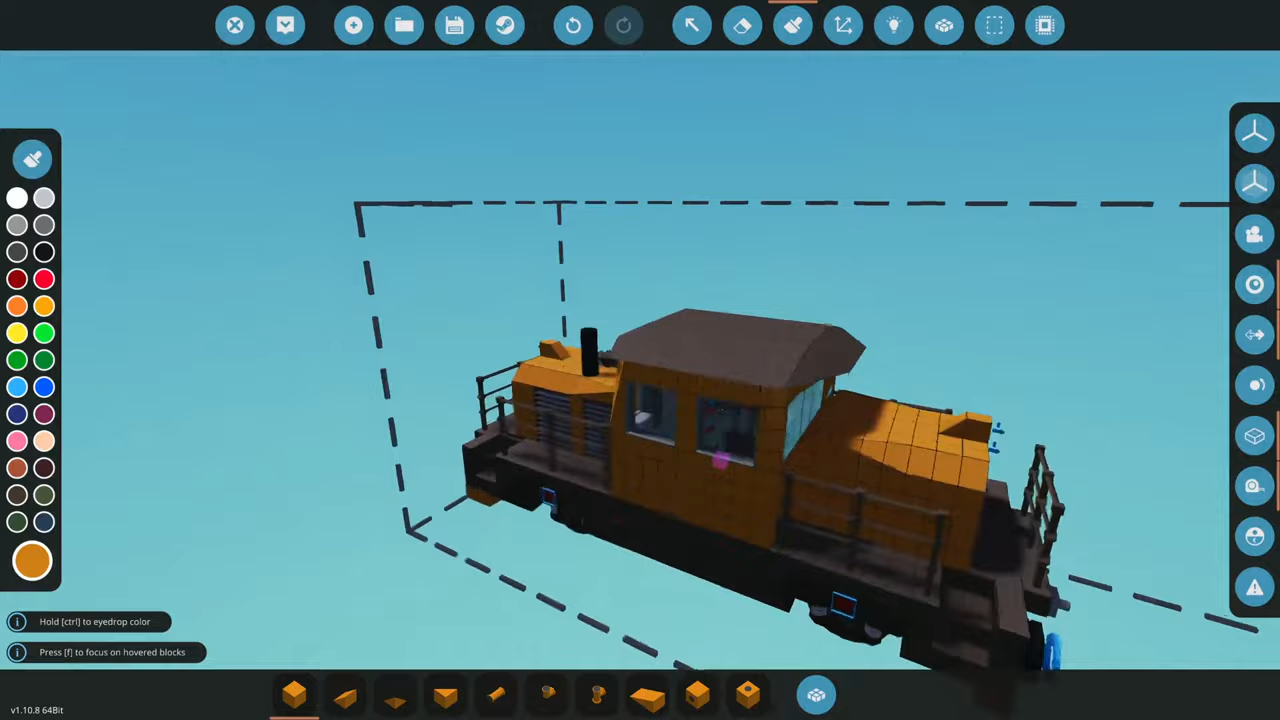 Hold [ctrl] to eyedrop color
Press [f] to focus on hovered blocks
v1.10.8 64Bit